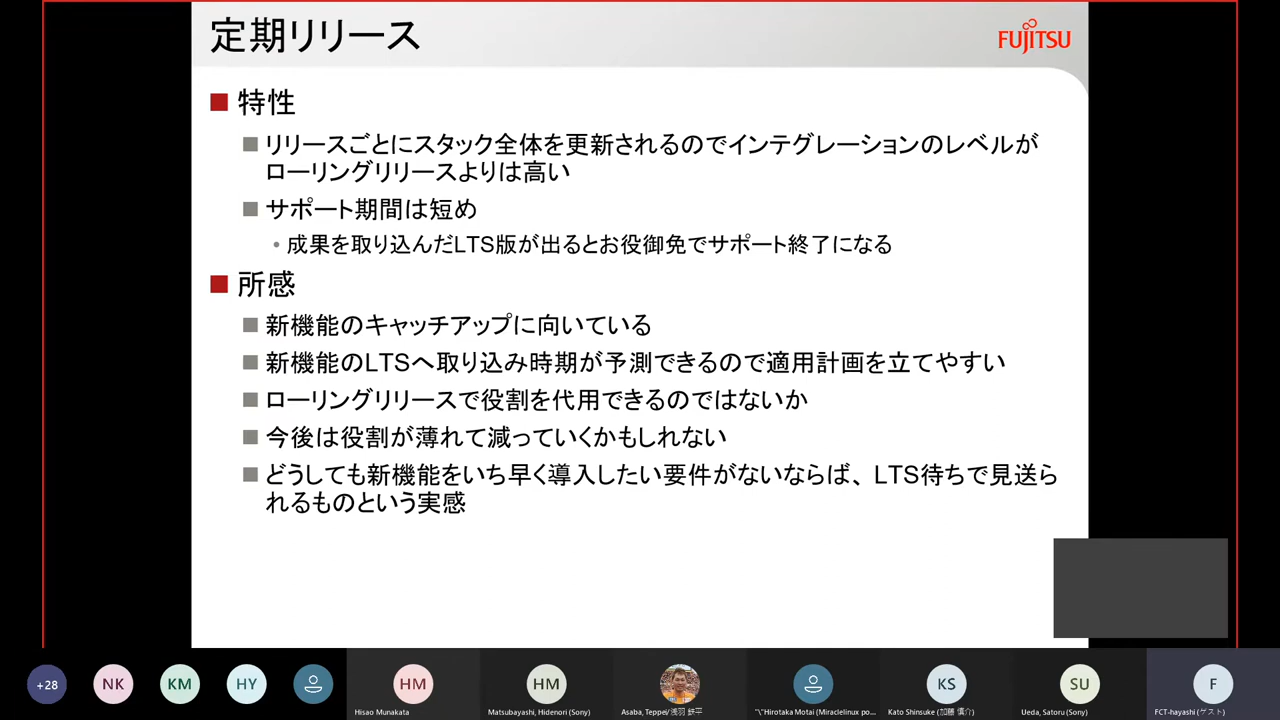 定期リリース
FUJITSU
特性
リリースごとにスタック全体を更新されるのでインテグレーションのレベルが
ローリングリリースよりは高い
サポート期間は短め
・成果を取り込んだLTS版が出るとお役御免でサポート終了になる
所感
新機能のキャッチアップに向いている
新機能のLTSへ取り込み時期が予測できるので適用計画を立てやすい
ローリングリリースで役割を代用できるのではないか
今後は役割が薄れて減っていくかもしれない
どうしても新機能をいち早く導入したい要件がないならば、LTS待ちで見送ら
れるものという実感
+28
NK
KM
HY
HM
HM
KS
SU
F
Hisao Munakata
Matsubayashi, Hidenori (Sony)
Asaba, Teppei/浅羽 鉄平
"\"Hirotaka Motai (Miraclelinux po...
Kato Shinsuke (加藤 慎介)
Ueda, Satoru (Sony)
FCT-hayashi (ゲスト)